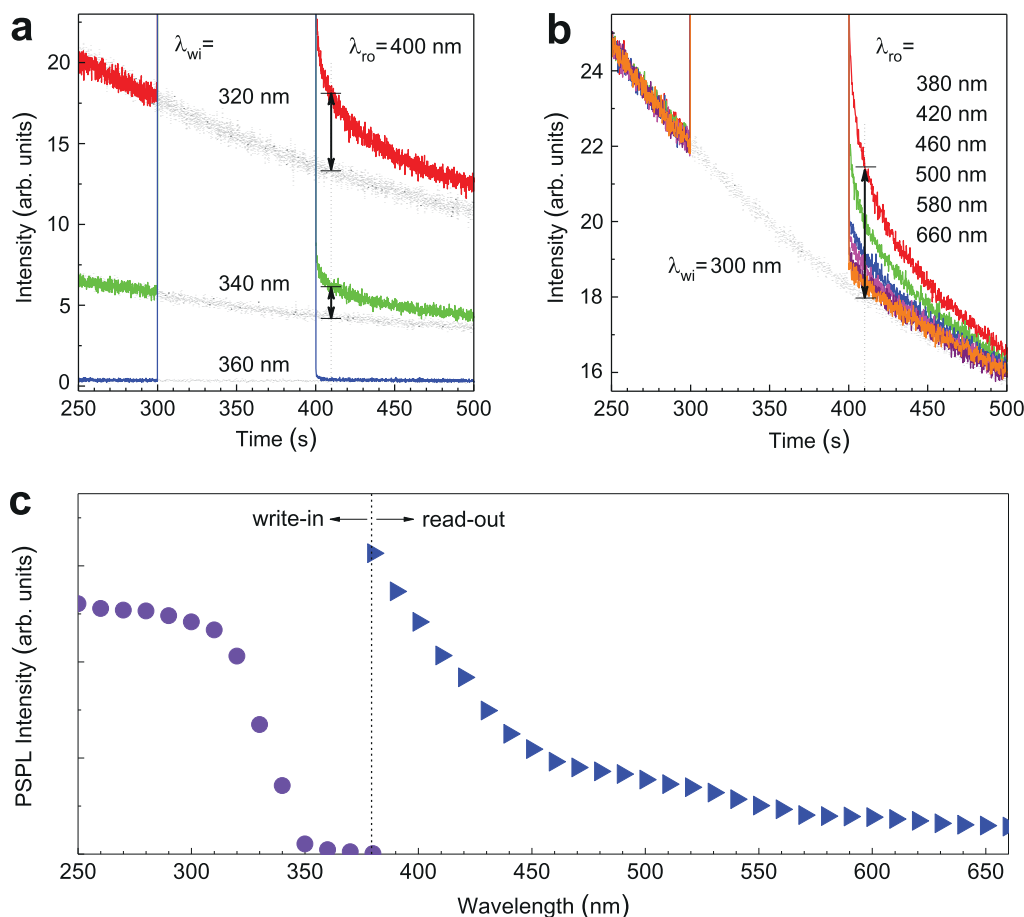 a
λwi=
λro= 400 nm
320 nm
340 nm
360 nm
Intensity (arb. units)
20
15
10
5
0
250 300 350 400 450 500
Time (s)
b
λro=
380 nm
420 nm
460 nm
500 nm
580 nm
660 nm
λwi= 300 nm
Intensity (arb. units)
24
22
20
18
16
250 300 350 400 450 500
Time (s)
c
write-in read-out
PSPL Intensity (arb. units)
250 300 350 400 450 500 550 600 650
Wavelength (nm)